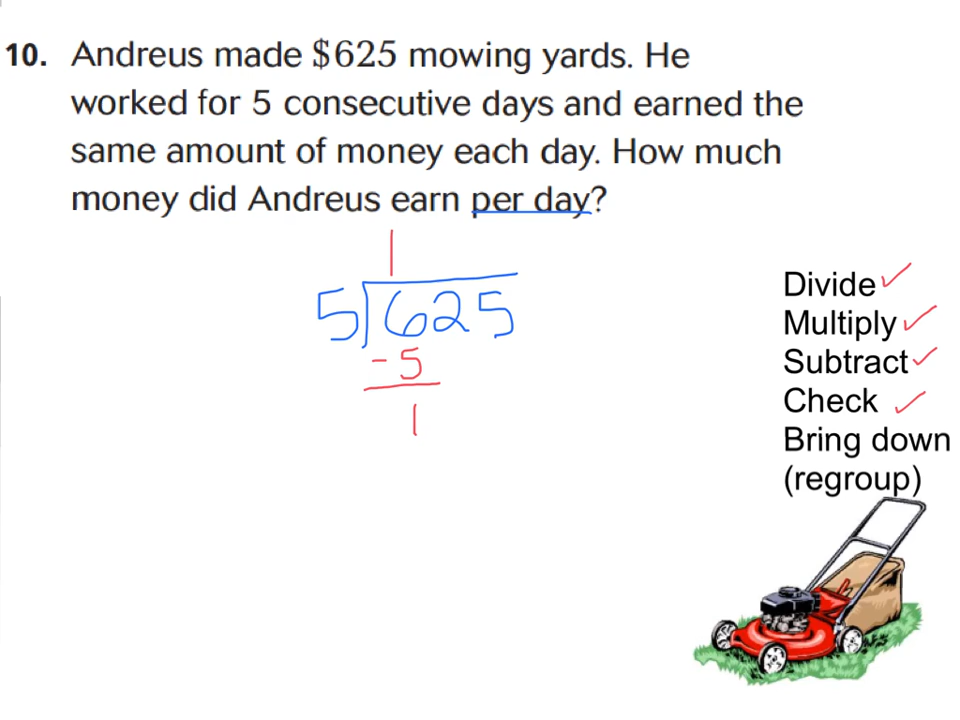 10. Andreus made $625 mowing yards. He
worked for 5 consecutive days and earned the
same amount of money each day. How much
money did Andreus earn per day?
1
5)625
-5
1
Divide ✓
Multiply ✓
Subtract ✓
Check ✓
Bring down
(regroup)